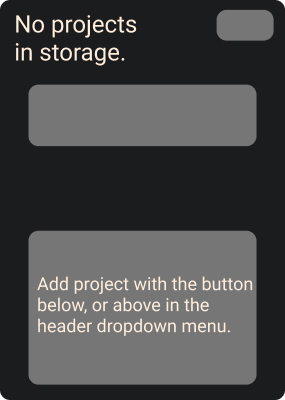 No projects
in storage.
Add project with the button
below, or above in the
header dropdown menu.